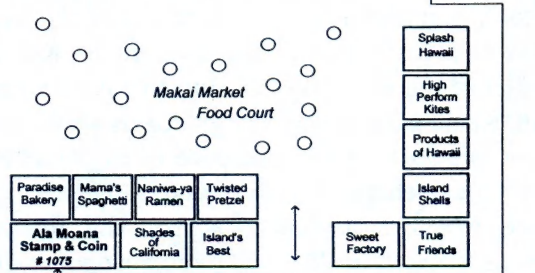 Splash
Hawaii
High
Perform
Kites
Makai Market
Food Court
Products
of Hawaii
Paradise
Bakery
Mama's
Spaghetti
Naniwa-ya
Ramen
Twisted
Pretzel
Island
Shells
Ala Moana
Stamp & Coin
# 1075
Shades
of
California
Island's
Best
Sweet
Factory
True
Friends